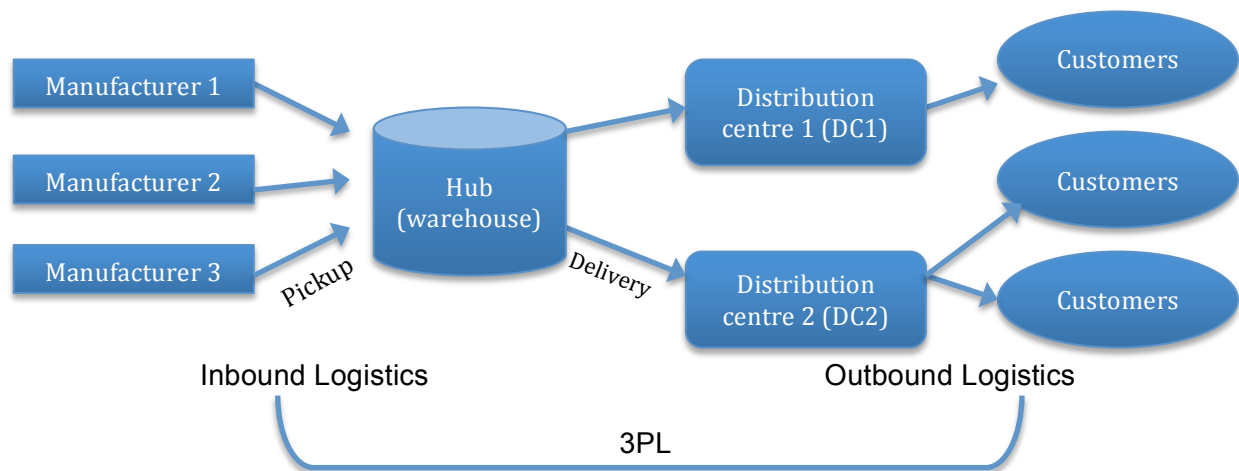 Manufacturer 1
Manufacturer 2
Manufacturer 3
Pickup
Hub
(warehouse)
Delivery
Distribution
centre 1 (DC1)
Distribution
centre 2 (DC2)
Customers
Customers
Customers
Inbound Logistics
Outbound Logistics
3PL